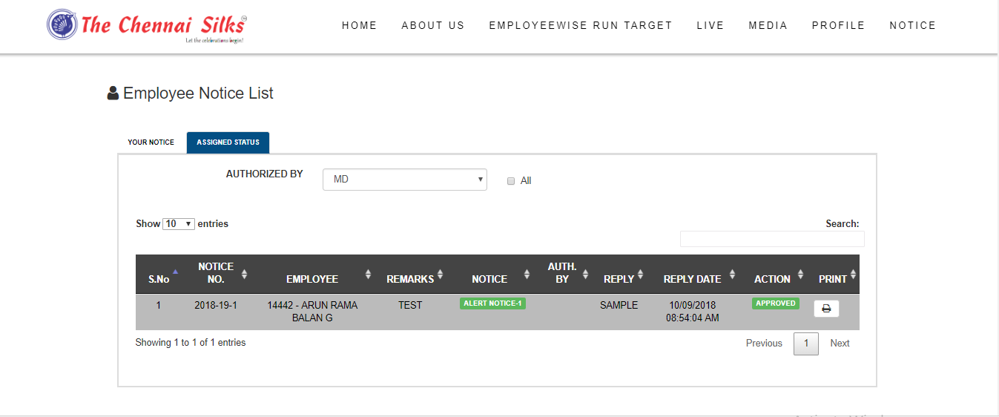 The Chennai Silks
Let the celebrations begin!
HOME ABOUT US EMPLOYEEWISE RUN TARGET LIVE MEDIA PROFILE NOTICE
Employee Notice List
YOUR NOTICE ASSIGNED STATUS
AUTHORIZED BY MD All
Show 10 entries
Search:
S.No NOTICE NO. EMPLOYEE REMARKS NOTICE AUTH. BY REPLY REPLY DATE ACTION PRINT
1 2018-19-1 14442 - ARUN RAMA TEST ALERT NOTICE-1 SAMPLE 10/09/2018 APPROVED
BALAN G 08:54:04 AM
Showing 1 to 1 of 1 entries Previous 1 Next